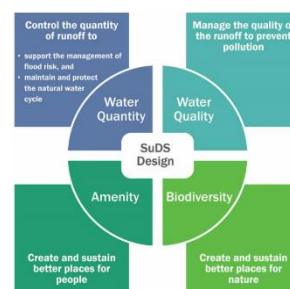 Control the quantity
of runoff to
• support the management of
flood risk, and
• maintain and protect
the natural water
cycle
Manage the quality of
the runoff to prevent
pollution
Water
Quantity
Water
Quality
SuDS
Design
Amenity
Biodiversity
Create and sustain
better places for
people
Create and sustain
better places for
nature